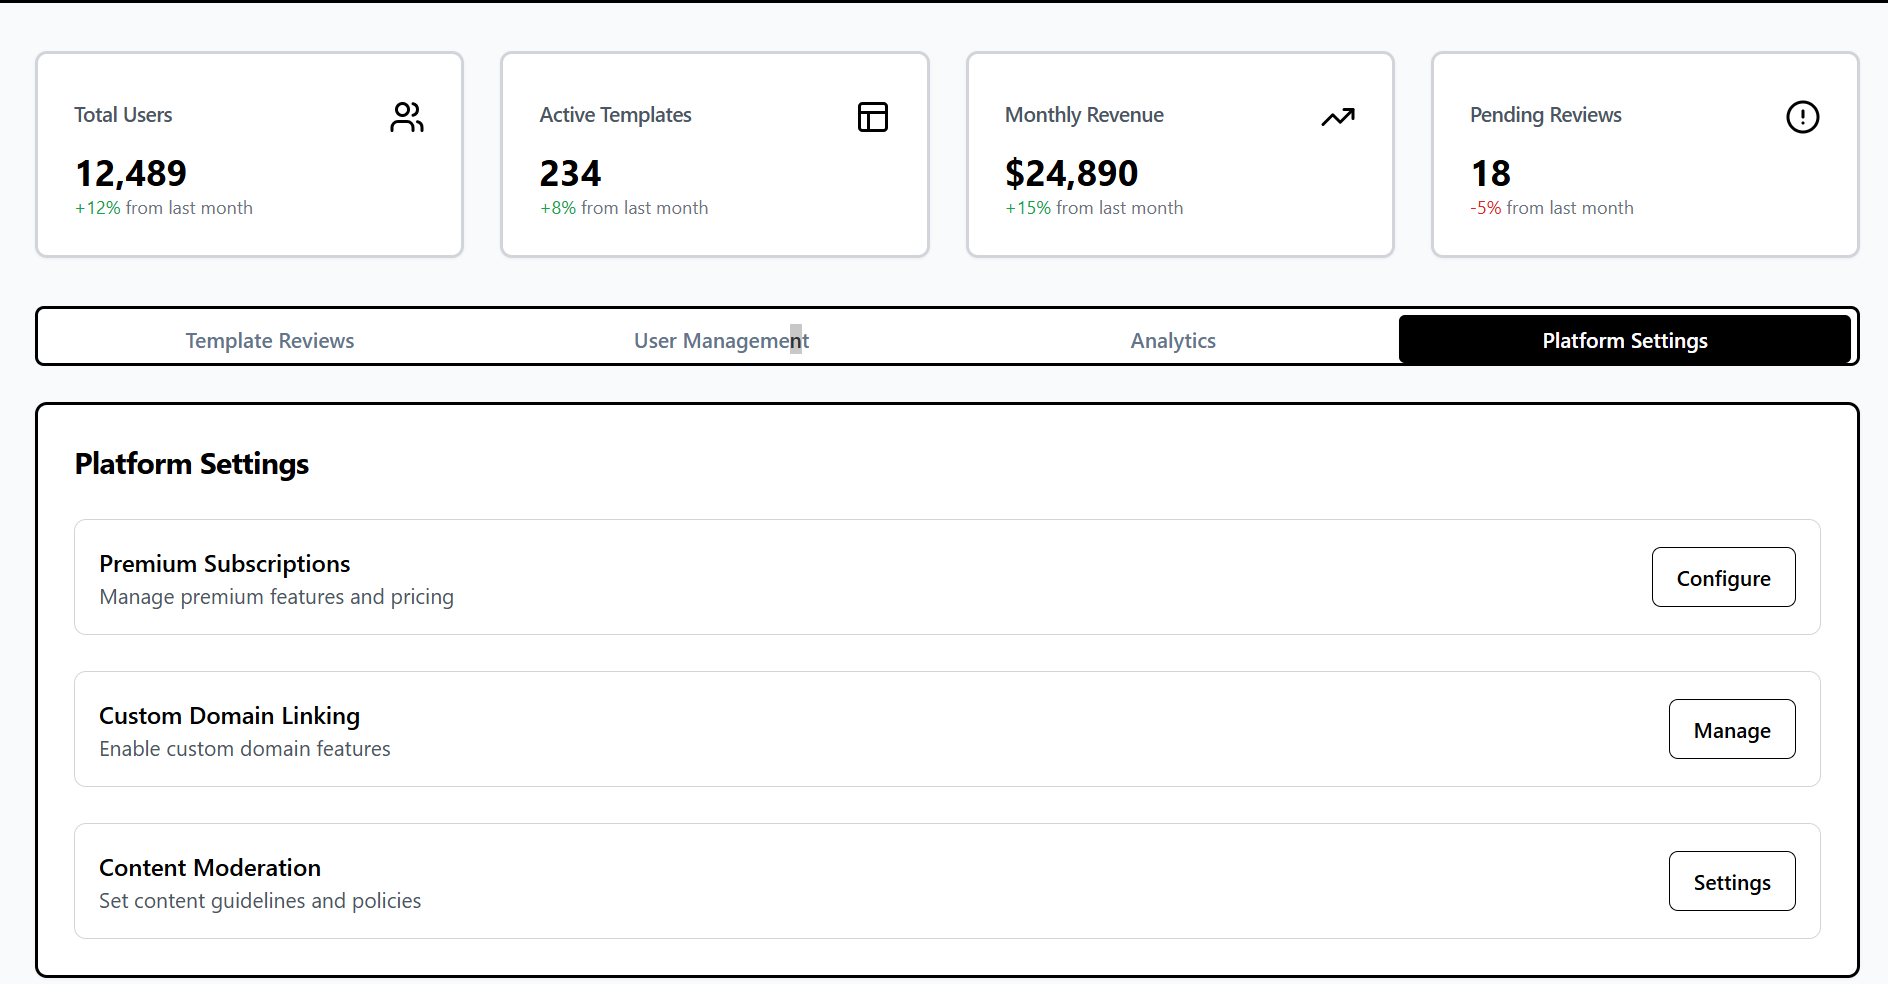 Total Users
12,489
+12% from last month
Active Templates
234
+8% from last month
Monthly Revenue
$24,890
+15% from last month
Pending Reviews
18
-5% from last month
Template Reviews
User Management
Analytics
Platform Settings
Platform Settings
Premium Subscriptions
Manage premium features and pricing
Configure
Custom Domain Linking
Enable custom domain features
Manage
Content Moderation
Set content guidelines and policies
Settings